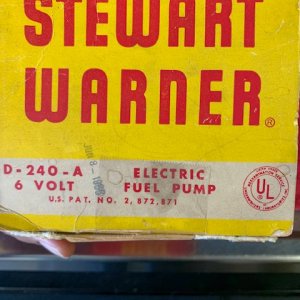 STEWART
WARNER®
D-240-A
6 VOLT
ELECTRIC
FUEL PUMP
U.S. PAT. NO. 2,872,871
UL